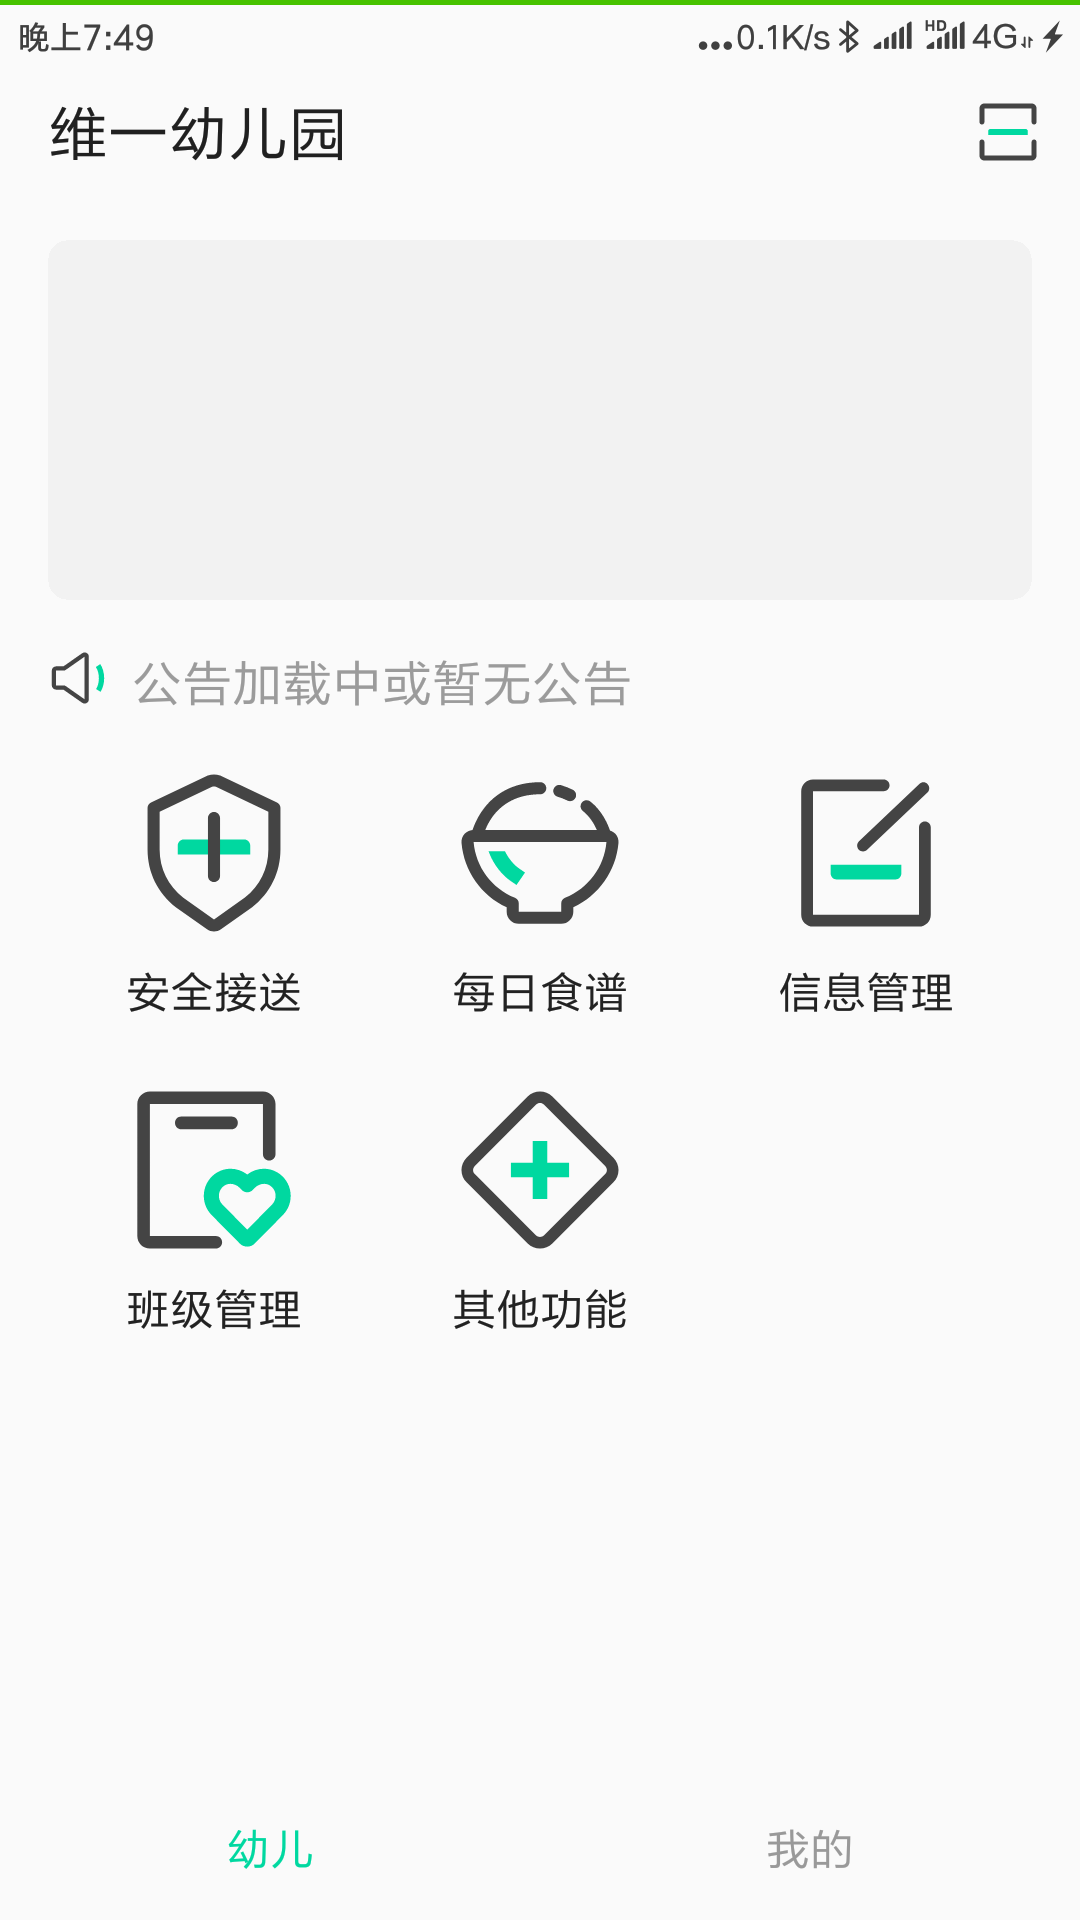 晚上7:49 ...0.1K/s HD 4G
维一幼儿园
公告加载中或暂无公告
安全接送 每日食谱 信息管理
班级管理 其他功能
幼儿 我的